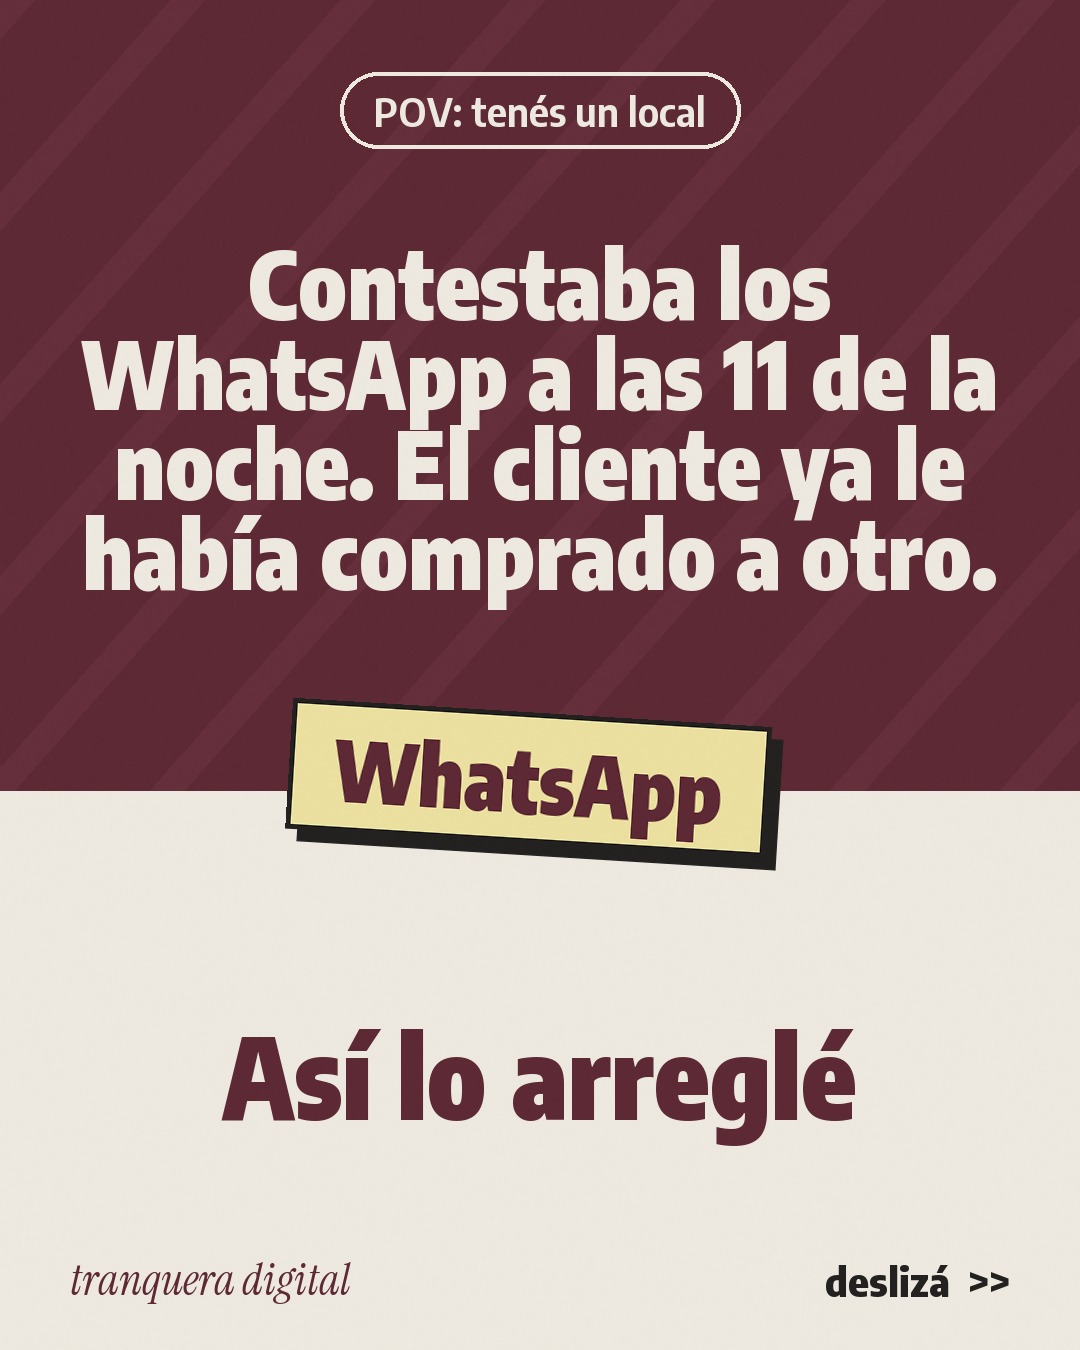 POV: tenés un local
Contestaba los
WhatsApp a las 11 de la
noche. El cliente ya le
había comprado a otro.
WhatsApp
Así lo arreglé
tranquera digital
deslizá >>